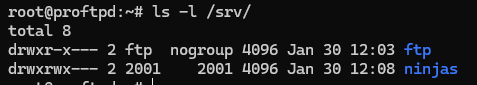 root@proftpd:~# ls -l /srv/
total 8
drwxr-x--- 2 ftp  nogroup 4096 Jan 30 12:03 ftp
drwxrwx--- 2 2001    2001 4096 Jan 30 12:08 ninjas